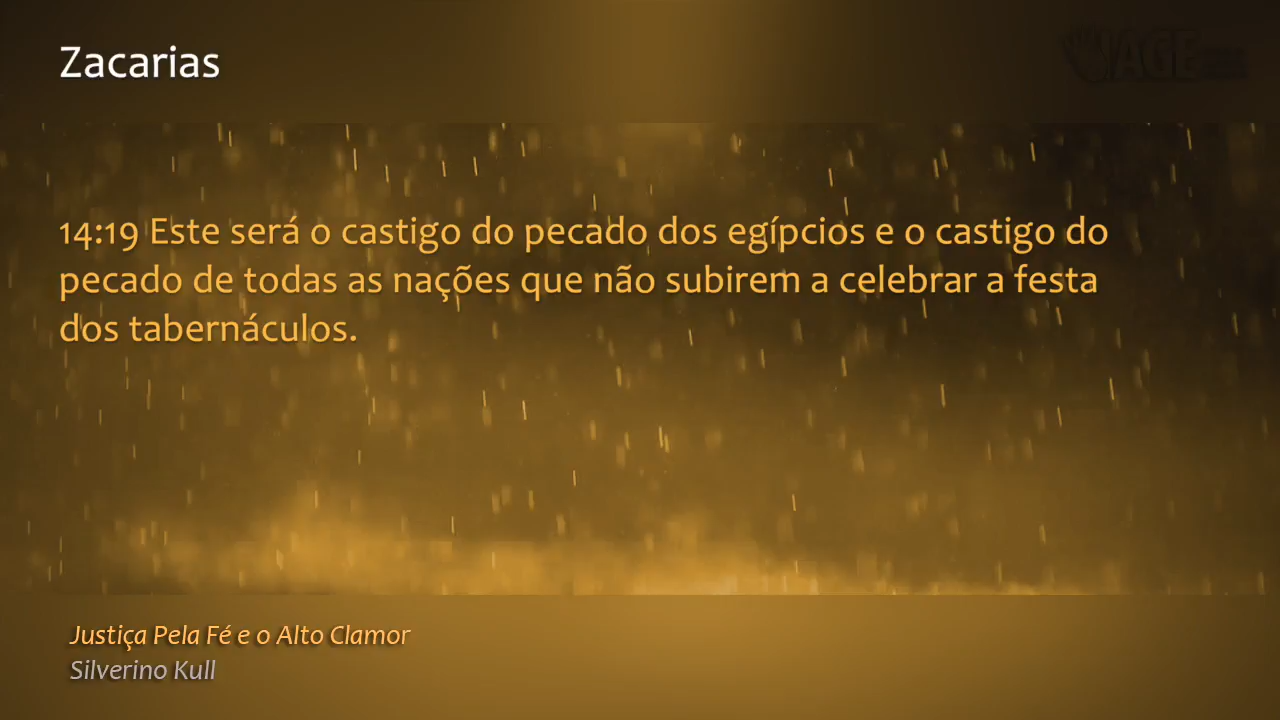 Zacarias
14:19 Este será o castigo do pecado dos egípcios e o castigo do
pecado de todas as nações que não subirem a celebrar a festa
dos tabernáculos.
Justiça Pela Fé e o Alto Clamor
Silverino Kull